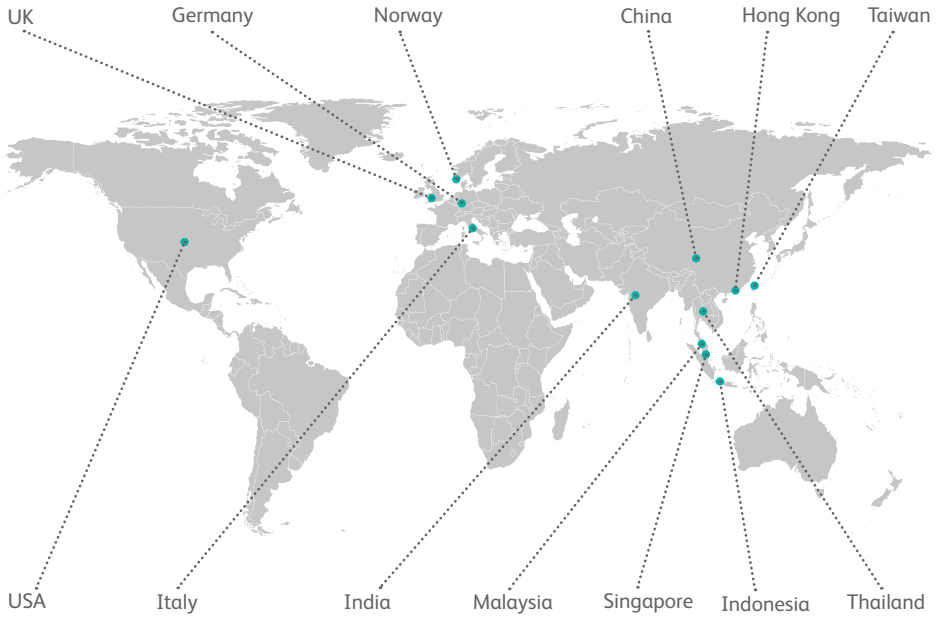 UK
Germany
Norway
China
Hong Kong
Taiwan
USA
Italy
India
Malaysia
Singapore
Indonesia
Thailand